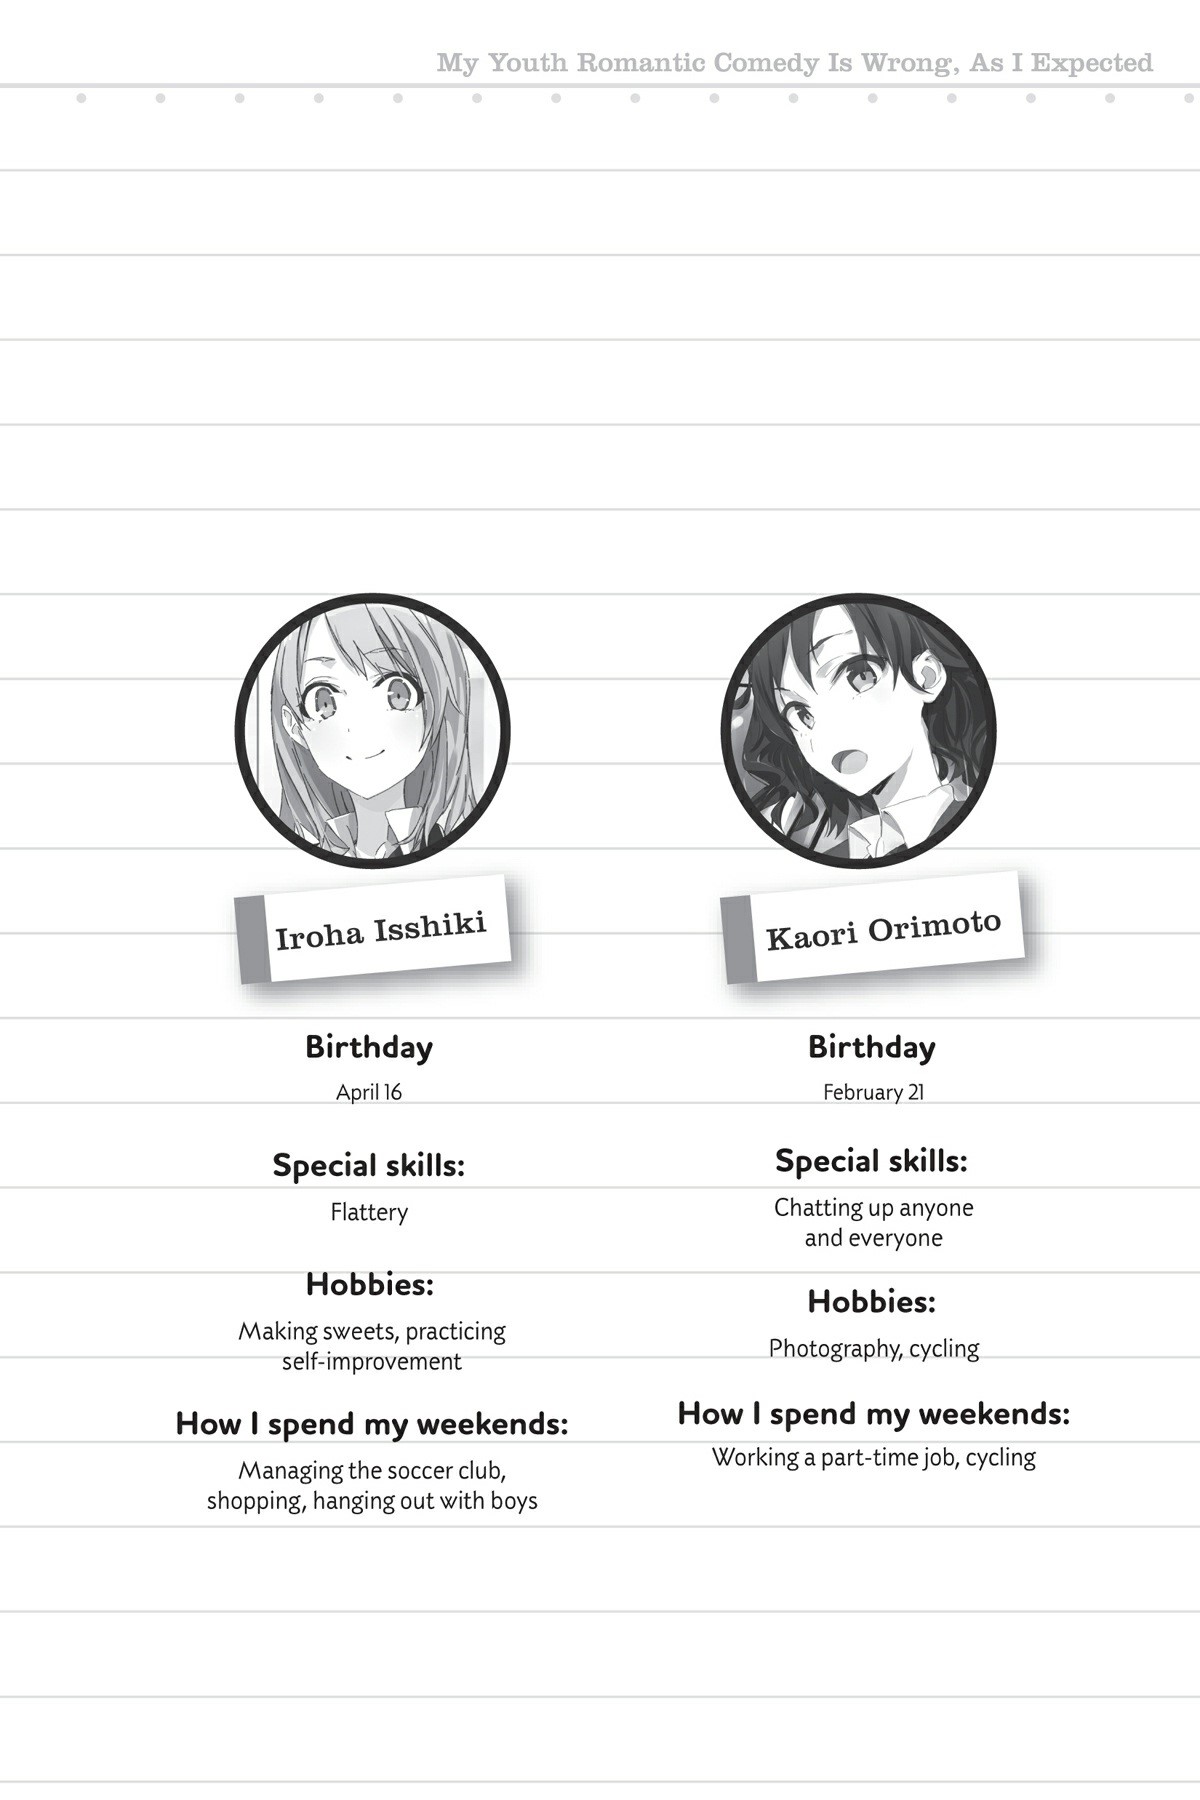 My Youth Romantic Comedy Is Wrong, As I Expected
Iroha Isshiki
Birthday
April 16
Special skills:
Flattery
Hobbies:
Making sweets, practicing
self-improvement
How I spend my weekends:
Managing the soccer club,
shopping, hanging out with boys
Kaori Orimoto
Birthday
February 21
Special skills:
Chatting up anyone
and everyone
Hobbies:
Photography, cycling
How I spend my weekends:
Working a part-time job, cycling